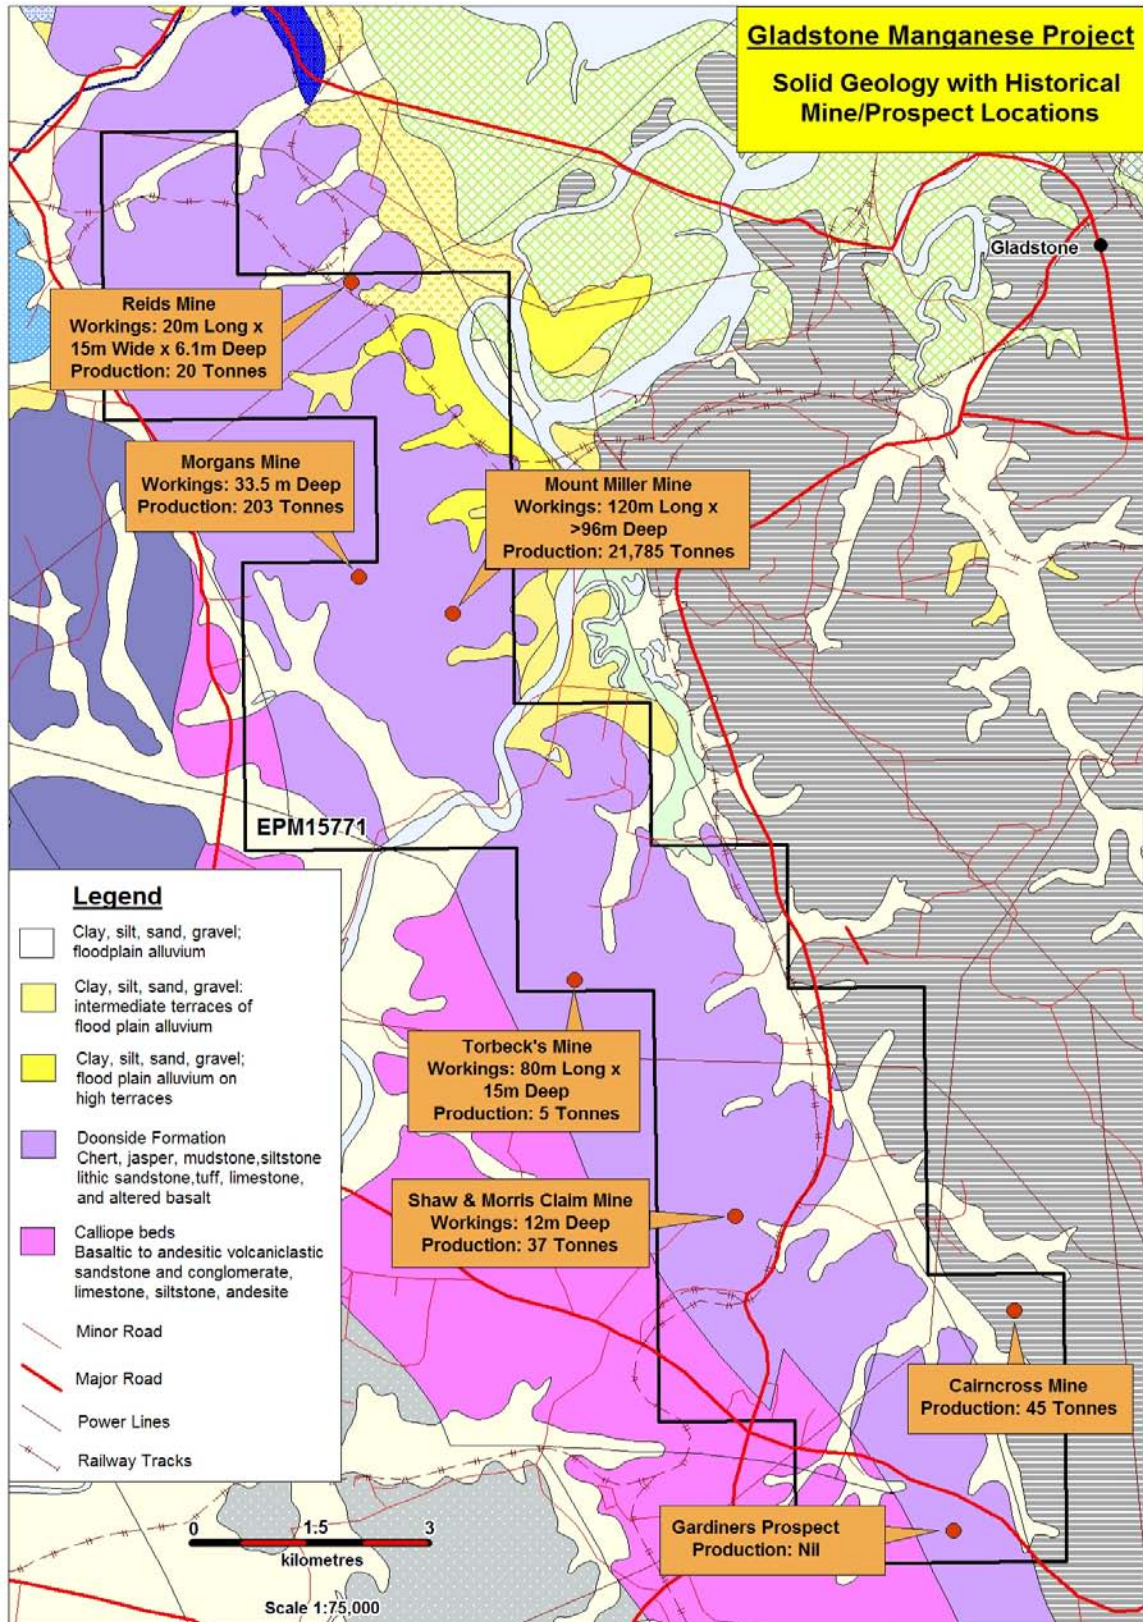 Gladstone Manganese Project
Solid Geology with Historical
Mine/Prospect Locations
Gladstone
Reids Mine
Workings: 20m Long x
15m Wide x 6.1m Deep
Production: 20 Tonnes
Morgans Mine
Workings: 33.5 m Deep
Production: 203 Tonnes
Mount Miller Mine
Workings: 120m Long x
>96m Deep
Production: 21,785 Tonnes
EPM15771
Legend
Clay, silt, sand, gravel;
floodplain alluvium
Clay, silt, sand, gravel:
intermediate terraces of
flood plain alluvium
Clay, silt, sand, gravel;
flood plain alluvium on
high terraces
Doonside Formation
Chert, jasper, mudstone,siltstone
lithic sandstone,tuff, limestone,
and altered basalt
Calliope beds
Basaltic to andesitic volcaniclastic
sandstone and conglomerate,
limestone, siltstone, andesite
Minor Road
Major Road
Power Lines
Railway Tracks
Torbeck's Mine
Workings: 80m Long x
15m Deep
Production: 5 Tonnes
Shaw & Morris Claim Mine
Workings: 12m Deep
Production: 37 Tonnes
Cairncross Mine
Production: 45 Tonnes
Gardiners Prospect
Production: Nil
0 1:5 3
kilometres
Scale 1:75,000